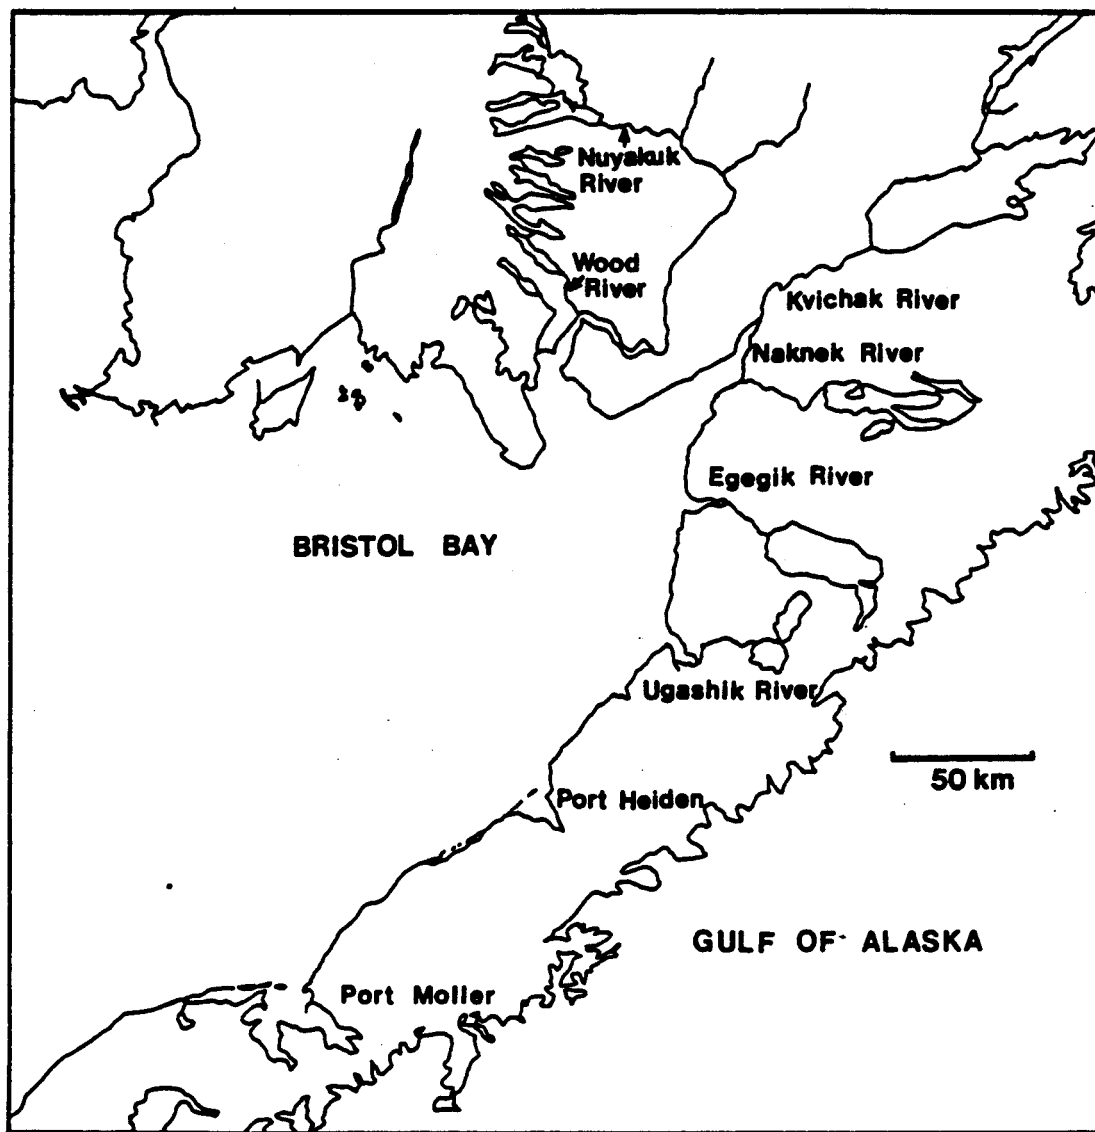 Nuyakuk
River
Wood
River
Kvichak River
Naknek River
Egegik River
BRISTOL BAY
Ugashik River
50 km
Port Heiden
GULF OF ALASKA
Port Moller